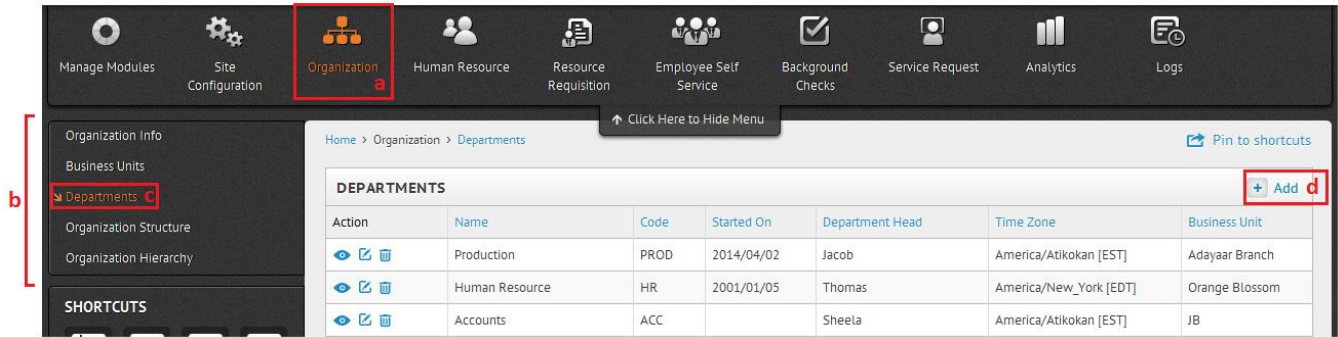 Manage Modules
Site Configuration
Organization
a
Human Resource
Resource Requisition
Employee Self Service
Background Checks
Service Request
Analytics
Logs
Click Here to Hide Menu
b
Organization Info
Business Units
Departments c
Organization Structure
Organization Hierarchy
SHORTCUTS
Home > Organization > Departments
Pin to shortcuts
DEPARTMENTS
+ Add d
Action Name Code Started On Department Head Time Zone Business Unit
Production PROD 2014/04/02 Jacob America/Atikokan [EST] Adayaar Branch
Human Resource HR 2001/01/05 Thomas America/New_York [EDT] Orange Blossom
Accounts ACC Sheela America/Atikokan [EST] JB